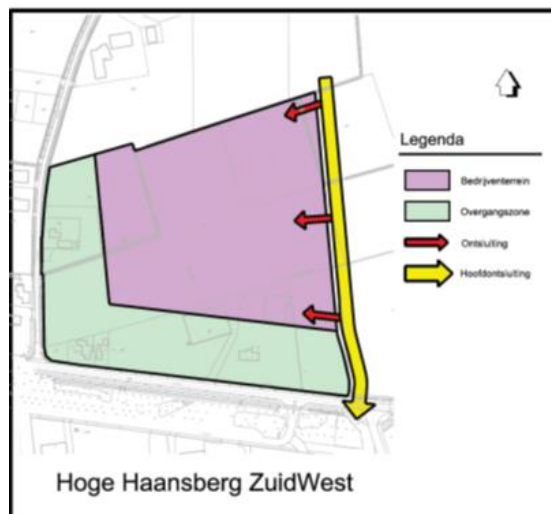 Legenda
Bedrijventerrein
Overgangszone
Ontsluiting
Hoofdontsluiting
Hoge Haansberg ZuidWest